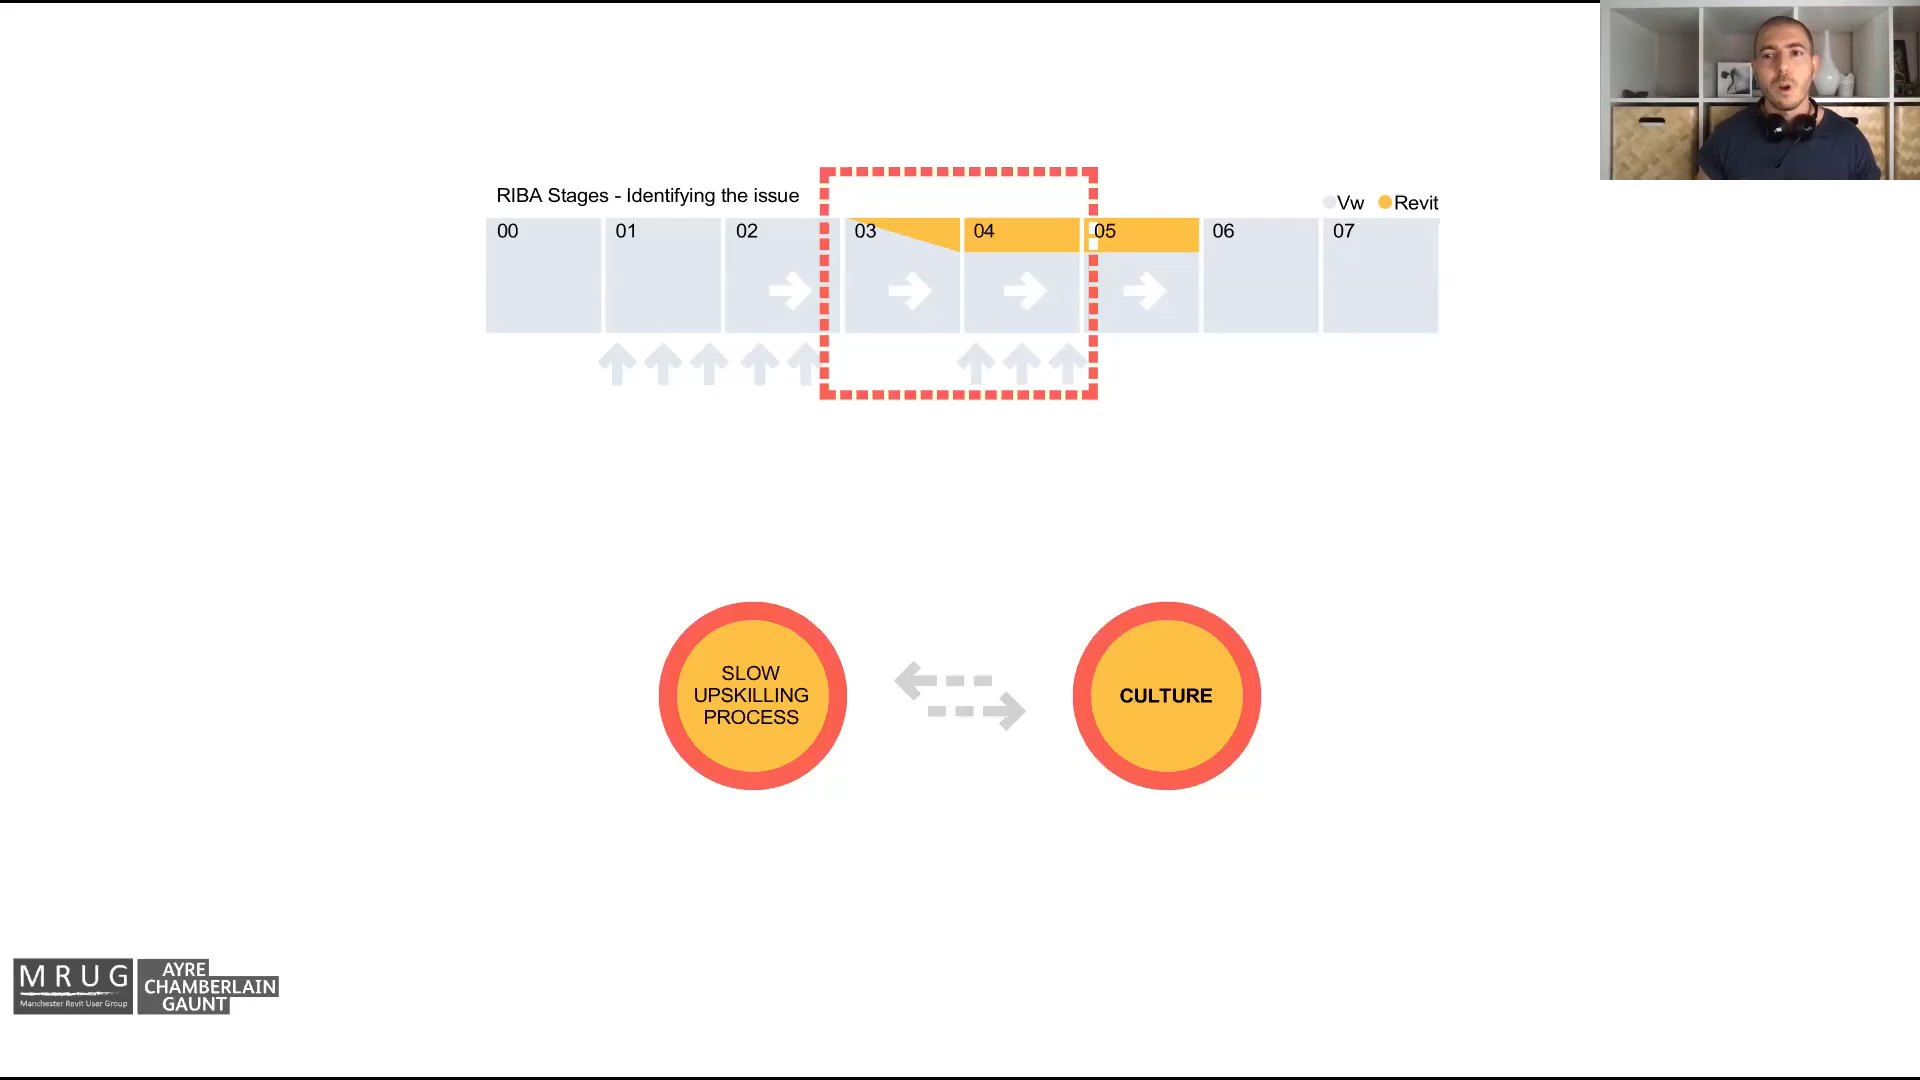 RIBA Stages - Identifying the issue
Vw Revit
00 01 02 03 04 05 06 07
SLOW
UPSKILLING
PROCESS
CULTURE
MRUG
Manchester Revit User Group
AYRE
CHAMBERLAIN
GAUNT